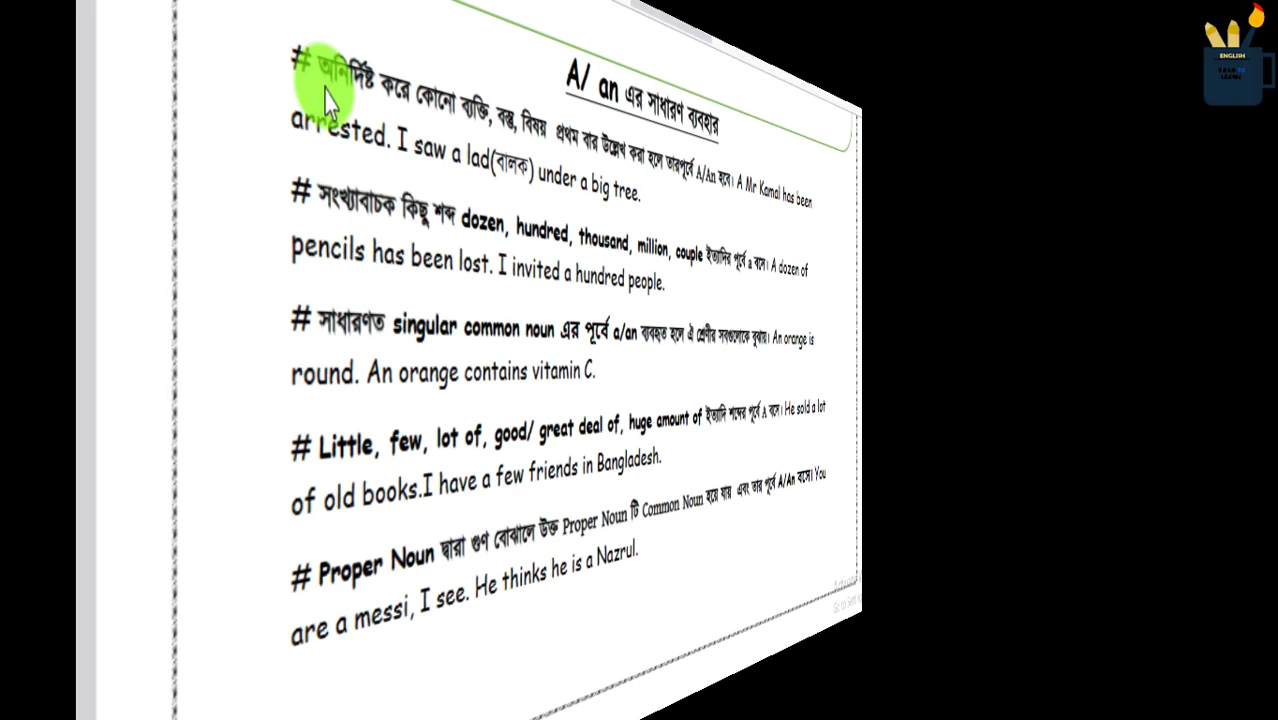 A/ an এর সাধারণ ব্যবহার
# অনির্দিষ্ট করে কোনো ব্যক্তি, বস্তু, বিষয় প্রথম বার উল্লেখ করা হলে তারপূর্বে A/An হবে। A Mr Kamal has been
arrested. I saw a lad(বালক) under a big tree.
# সংখ্যাবাচক কিছু শব্দ dozen, hundred, thousand, million, couple ইত্যাদির পূর্বে a বসে। A dozen of
pencils has been lost. I invited a hundred people.
# সাধারণত singular common noun এর পূর্বে a/an ব্যবহৃত হলে ঐ শ্রেণীর সবগুলোকে বুঝায়। An orange is
round. An orange contains vitamin C.
# Little, few, lot of, good/ great deal of, huge amount of ইত্যাদি শব্দের পূর্বে A বসে। He sold a lot
of old books.I have a few friends in Bangladesh.
# Proper Noun দ্বারা গুণ বোঝালে উক্ত Proper Noun টি Common Noun হয়ে যায় এবং তার পূর্বে A/An বসে। You
are a messi, I see. He thinks he is a Nazrul.
ENGLISH
READ TO
LEARN